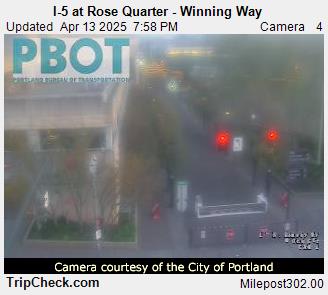 I-5 at Rose Quarter - Winning Way
Updated Apr 13 2025 7:58 PM Camera 4
PBOT
PORTLAND BUREAU OF TRANSPORTATION
Camera courtesy of the City of Portland
TripCheck.com Milepost302.00